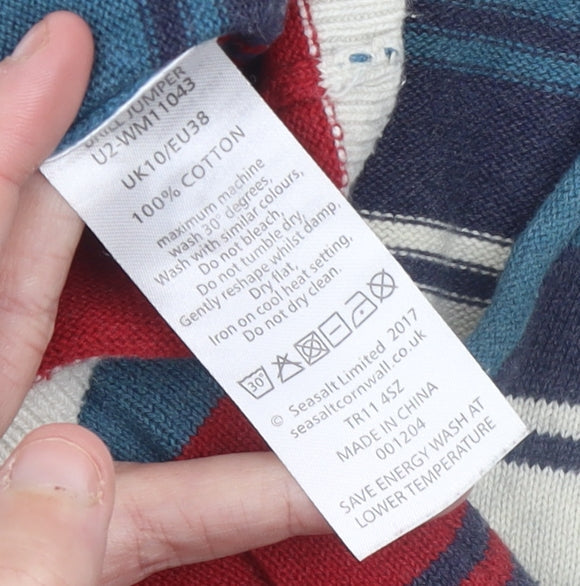 JUMPER
U2-WM11043
UK10/EU38
100% COTTON
maximum machine
wash 30° degrees,
Wash with similar colours,
Do not bleach,
Do not tumble dry,
Gently reshape whilst damp,
Dry flat,
Iron on cool heat setting,
Do not dry clean.
30°
© Seasalt Limited 2017
seasaltcornwall.co.uk
TR11 4SZ
MADE IN CHINA
001204
SAVE ENERGY WASH AT
LOWER TEMPERATURE